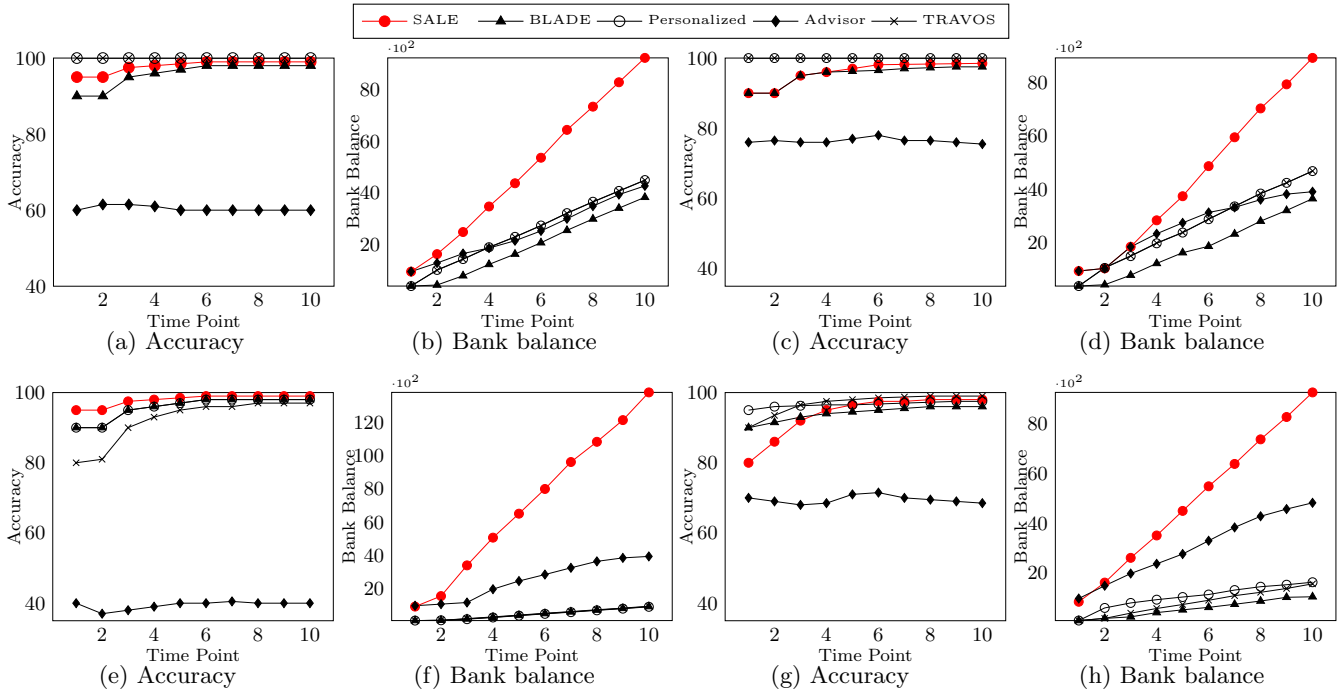 SALE BLADE Personalized Advisor TRAVOS
100
80
60
40
Accuracy
2 4 6 8 10
Time Point
(a) Accuracy
·10²
80
60
40
20
Bank Balance
2 4 6 8 10
Time Point
(b) Bank balance
100
80
60
40
Accuracy
2 4 6 8 10
Time Point
(c) Accuracy
·10²
80
60
40
20
Bank Balance
2 4 6 8 10
Time Point
(d) Bank balance
100
80
60
40
Accuracy
2 4 6 8 10
Time Point
(e) Accuracy
·10²
120
100
80
60
40
20
Bank Balance
2 4 6 8 10
Time Point
(f) Bank balance
100
80
60
40
Accuracy
2 4 6 8 10
Time Point
(g) Accuracy
·10²
80
60
40
20
Bank Balance
2 4 6 8 10
Time Point
(h) Bank balance